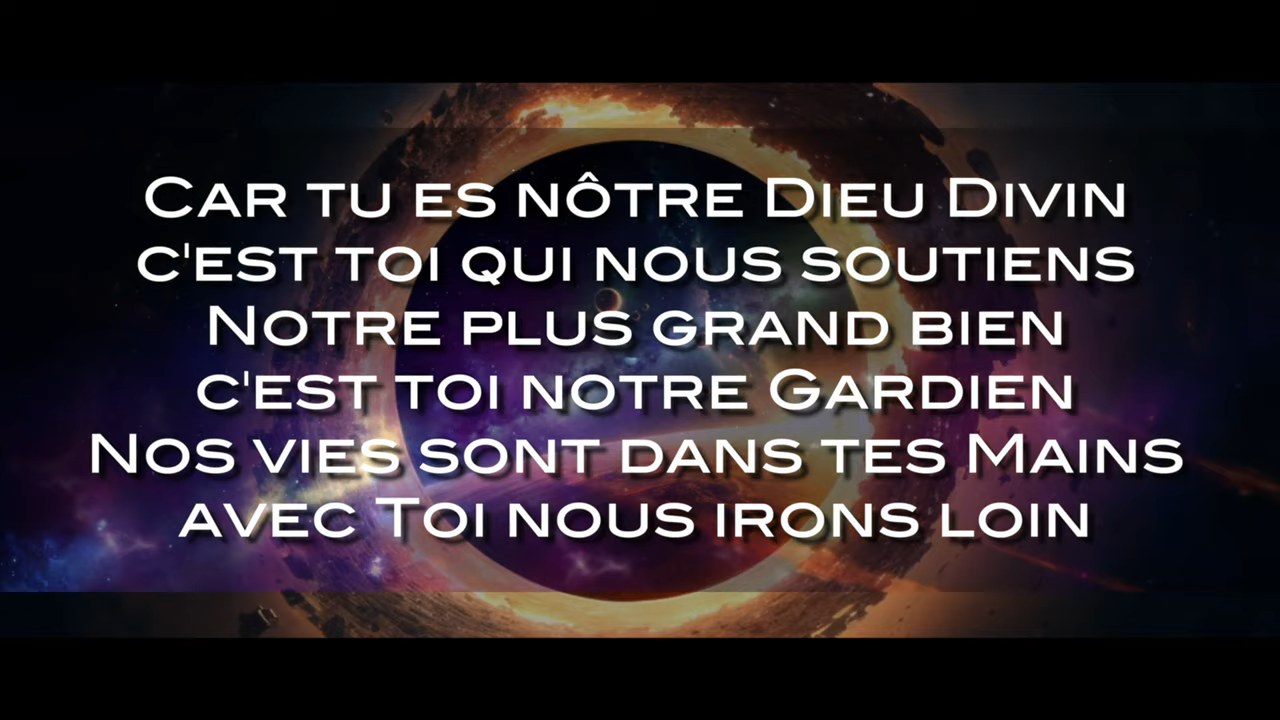 Car tu es nôtre Dieu Divin
c'est toi qui nous soutiens
Notre plus grand bien
c'est toi notre Gardien
Nos vies sont dans tes Mains
avec Toi nous irons loin